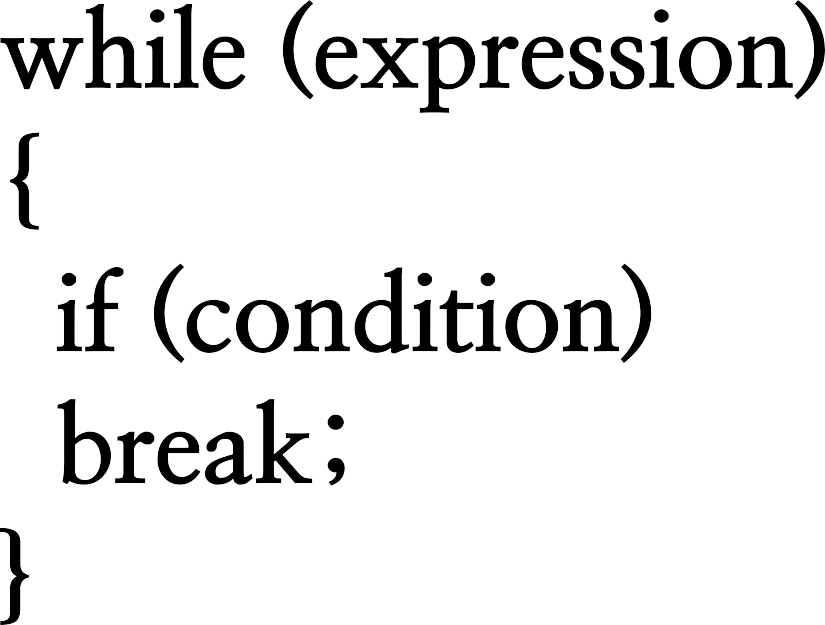 while (expression)
{
if (condition)
break;
}